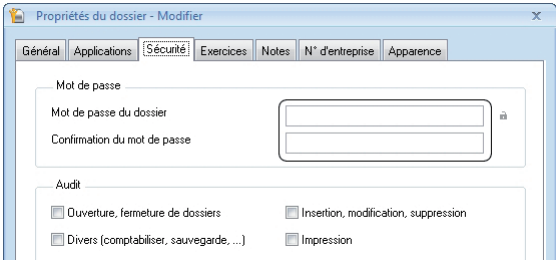 Propriétés du dossier - Modifier
Général Applications Sécurité Exercices Notes N° d'entreprise Apparence
Mot de passe
Mot de passe du dossier
Confirmation du mot de passe
Audit
Ouverture, fermeture de dossiers Insertion, modification, suppression
Divers (comptabiliser, sauvegarde, ...) Impression